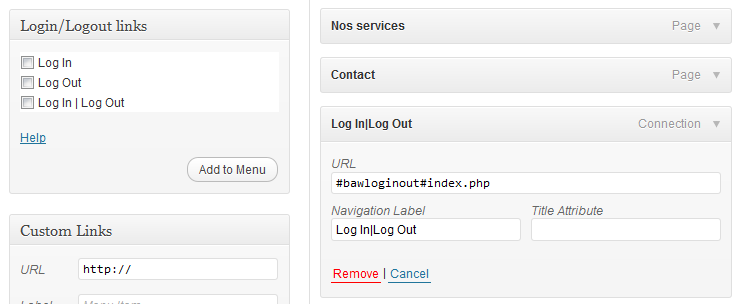 Login/Logout links
Log In
Log Out
Log In | Log Out
Help
Add to Menu
Custom Links
URL http://
Label Menu Item
Nos services Page ▼
Contact Page ▼
Log In|Log Out Connection ▼
URL
#bawloginout#index.php
Navigation Label Title Attribute
Log In|Log Out
Remove | Cancel